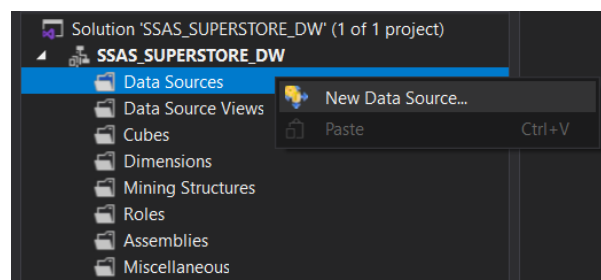 Solution 'SSAS_SUPERSTORE_DW' (1 of 1 project)
SSAS_SUPERSTORE_DW
Data Sources
New Data Source...
Data Source Views
Paste Ctrl+V
Cubes
Dimensions
Mining Structures
Roles
Assemblies
Miscellaneous